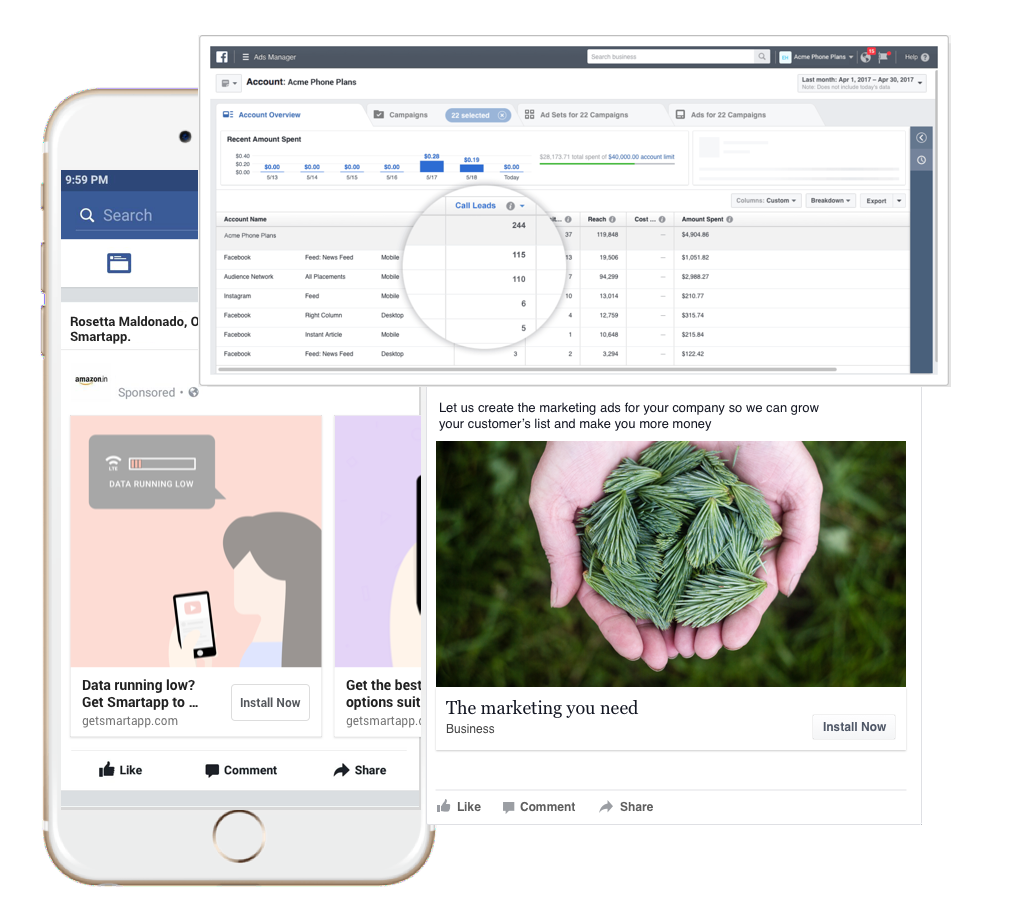 Ads Manager
Search business
Acme Phone Plans
15
Help
Account: Acme Phone Plans
Last month: Apr 1, 2017 – Apr 30, 2017
Note: Does not include today's data
Account Overview
Campaigns
22 selected
Ad Sets for 22 Campaigns
Ads for 22 Campaigns
Recent Amount Spent
$0.40
$0.20
$0.00
$0.00 $0.00 $0.00 $0.00 $0.28 $0.19 $0.00
5/13 5/14 5/15 5/16 5/17 5/18 Today
$28,173.71 total spent of $40,000.00 account limit
Columns: Custom
Breakdown
Export
Account Name Call Leads Reach Cost ... Amount Spent
Acme Phone Plans 244 37 119,848 — $4,904.86
Facebook Feed: News Feed Mobile 115 13 19,506 — $1,051.82
Audience Network All Placements Mobile 110 7 94,299 — $2,988.27
Instagram Feed Mobile 6 10 13,014 — $210.77
Facebook Right Column Desktop 5 4 12,759 — $315.74
Facebook Instant Article Mobile 1 10,648 — $215.84
Facebook Feed: News Feed Desktop 3 2 3,294 — $122.42
9:59 PM
Search
Rosetta Maldonado, O
Smartapp.
amazon.in
Sponsored
LTE
DATA RUNNING LOW
Data running low?
Get Smartapp to ...
getsmartapp.com
Install Now
Get the best
options suit
getsmartapp.c
Like Comment Share
Let us create the marketing ads for your company so we can grow
your customer's list and make you more money
The marketing you need
Business
Install Now
Like Comment Share